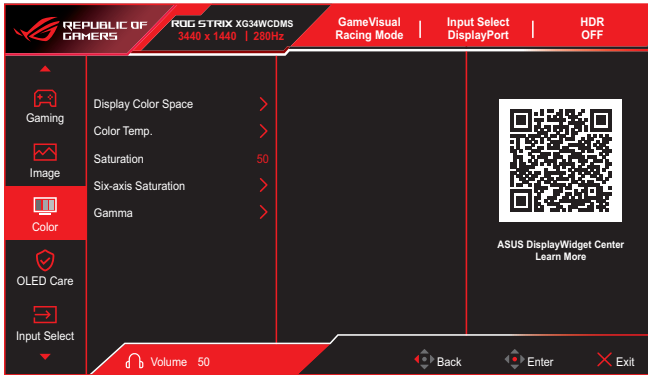 REPUBLIC OF
GAMERS
ROG STRIX XG34WCDMS
3440 x 1440 | 280Hz
GameVisual
Racing Mode
Input Select
DisplayPort
HDR
OFF
Gaming
Image
Color
OLED Care
Input Select
Display Color Space
Color Temp.
Saturation 50
Six-axis Saturation
Gamma
ASUS DisplayWidget Center
Learn More
Volume 50
Back
Enter
Exit